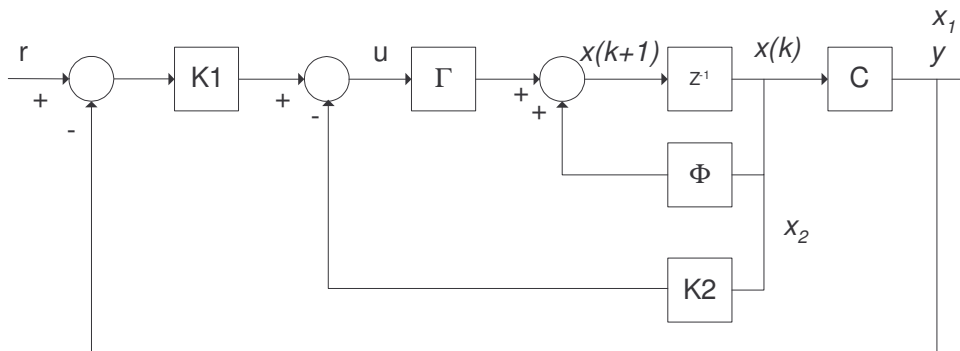 x₁
r
u
x(k+1)
x(k)
y
K1
Γ
Z⁻¹
C
+
-
+
-
+
+
Φ
x₂
K2